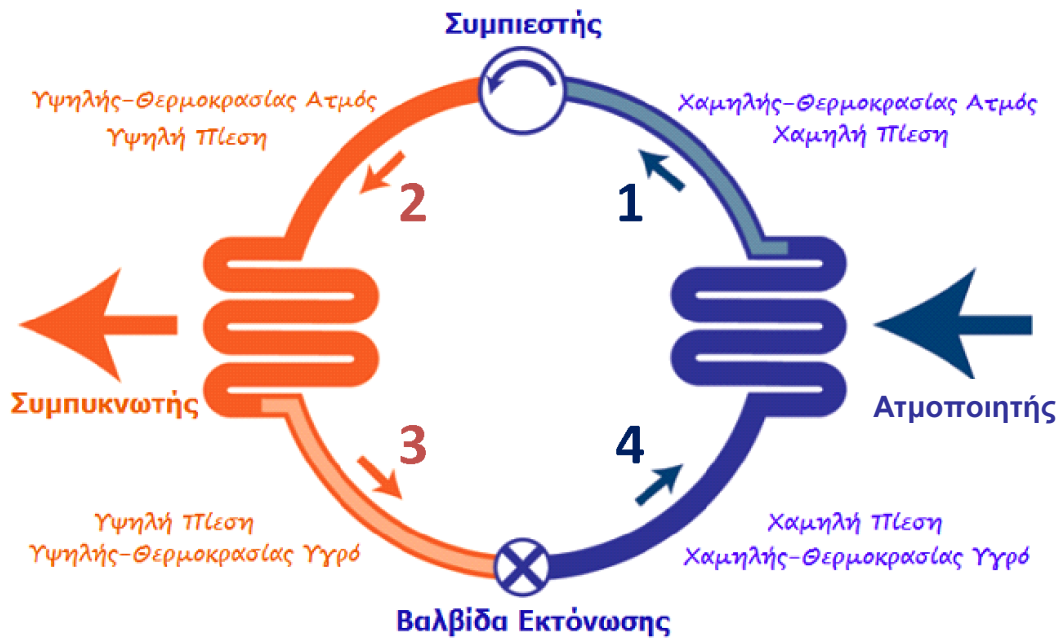 Συμπιεστής
Υψηλής-Θερμοκρασίας Ατμός
Υψηλή Πίεση
Χαμηλής-Θερμοκρασίας Ατμός
Χαμηλή Πίεση
2
1
Συμπυκνωτής
Ατμοποιητής
3
4
Υψηλή Πίεση
Υψηλής-Θερμοκρασίας Υγρό
Χαμηλή Πίεση
Χαμηλής-Θερμοκρασίας Υγρό
Βαλβίδα Εκτόνωσης